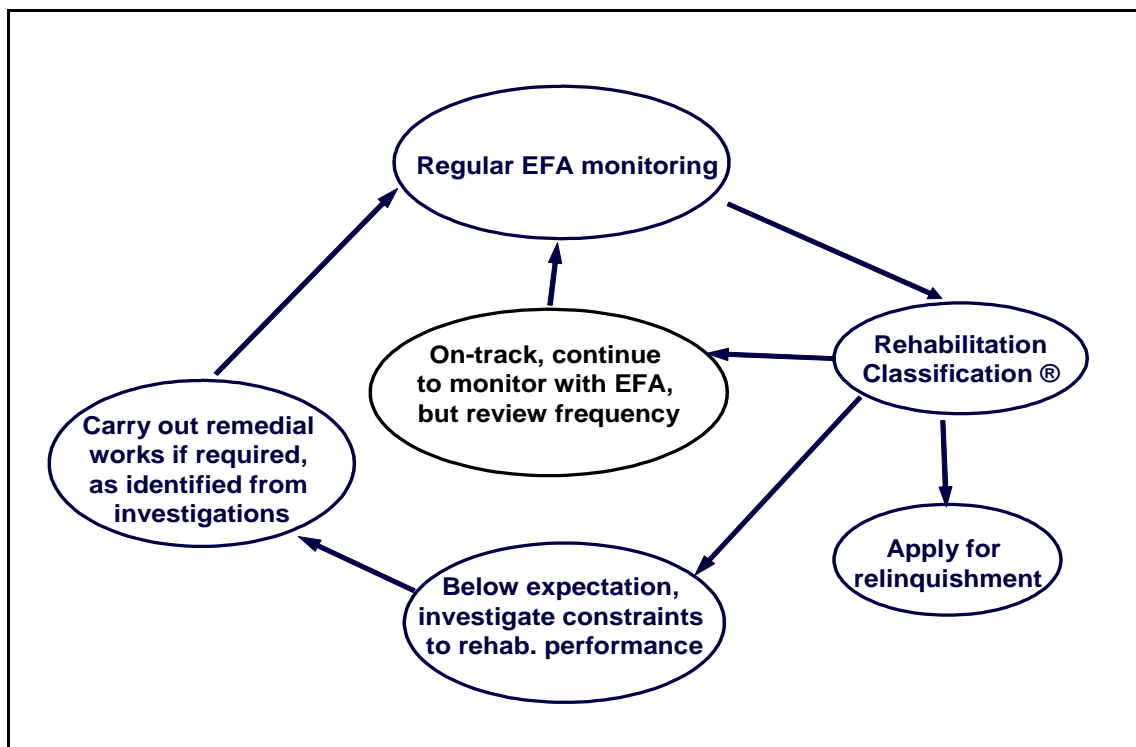 Regular EFA monitoring
Rehabilitation
Classification ®
On-track, continue
to monitor with EFA,
but review frequency
Carry out remedial
works if required,
as identified from
investigations
Apply for
relinquishment
Below expectation,
investigate constraints
to rehab. performance